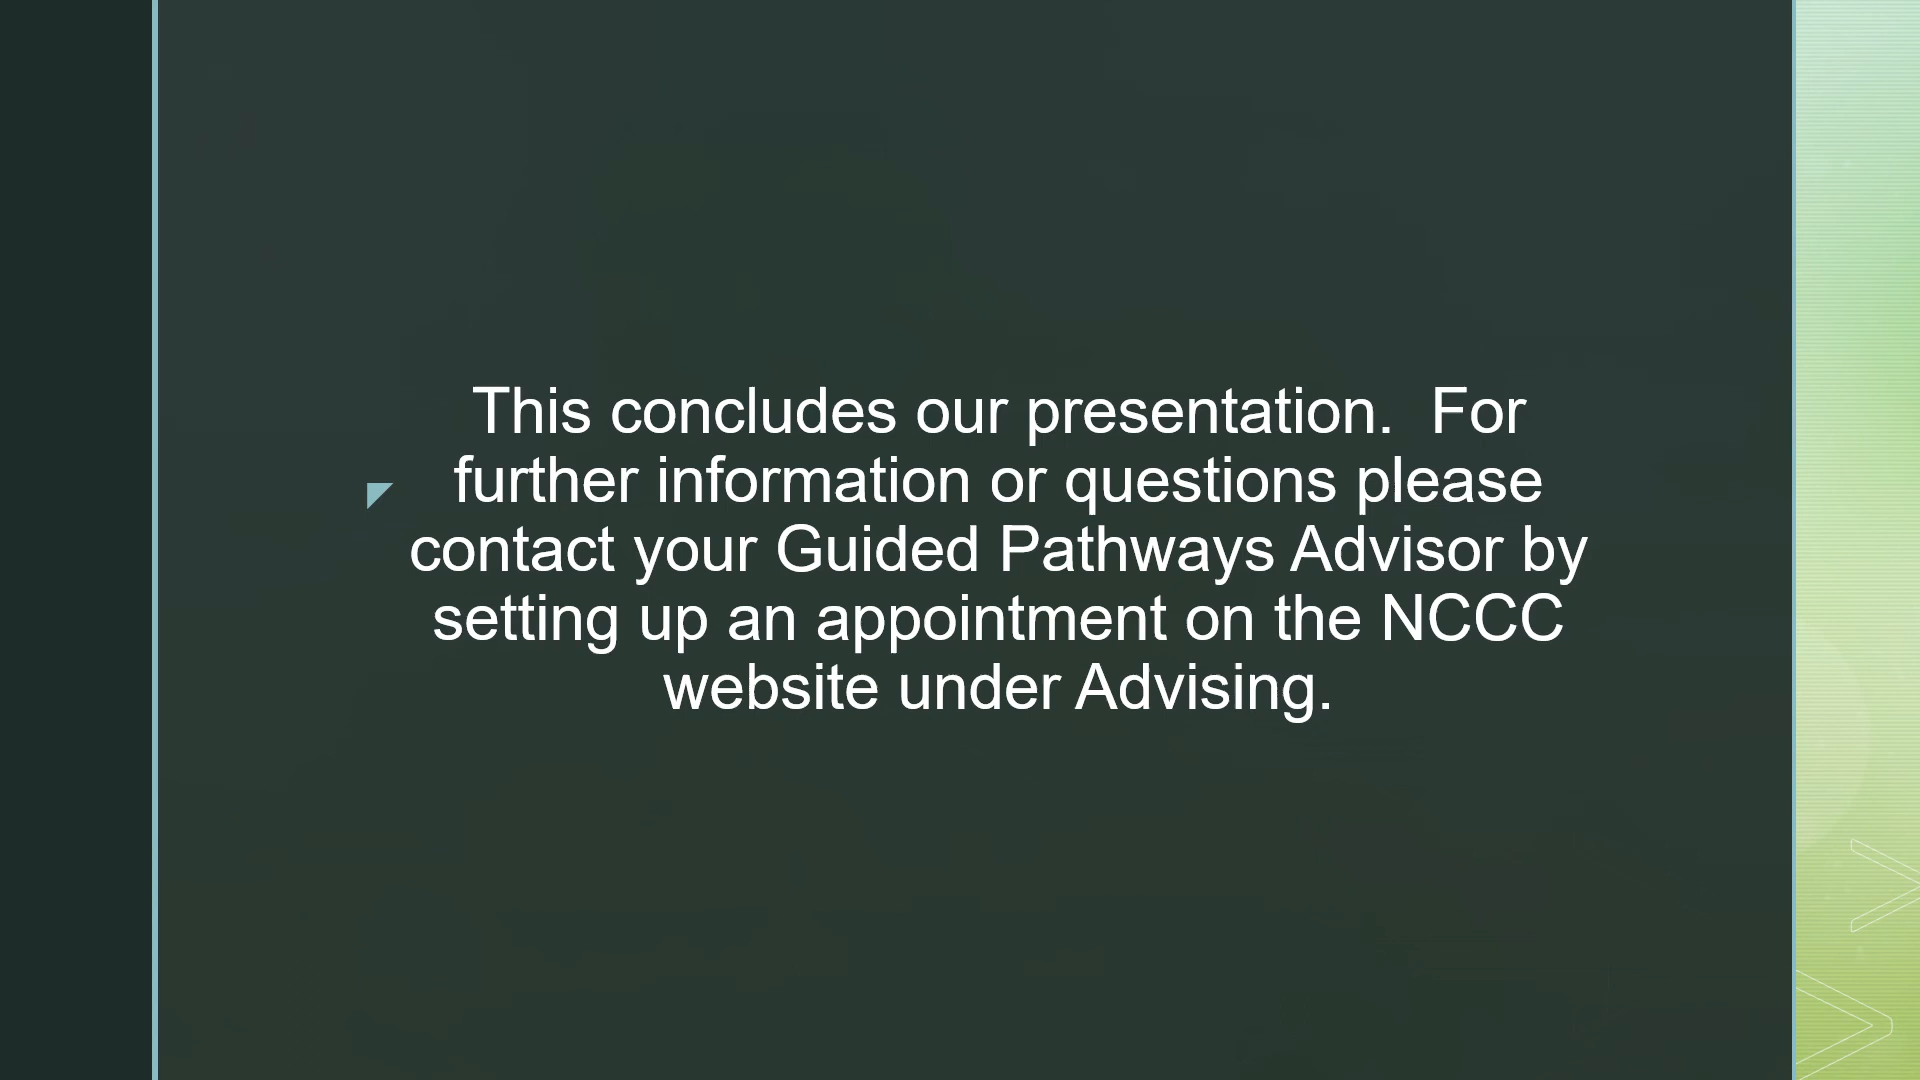 This concludes our presentation.  For
further information or questions please
contact your Guided Pathways Advisor by
setting up an appointment on the NCCC
website under Advising.